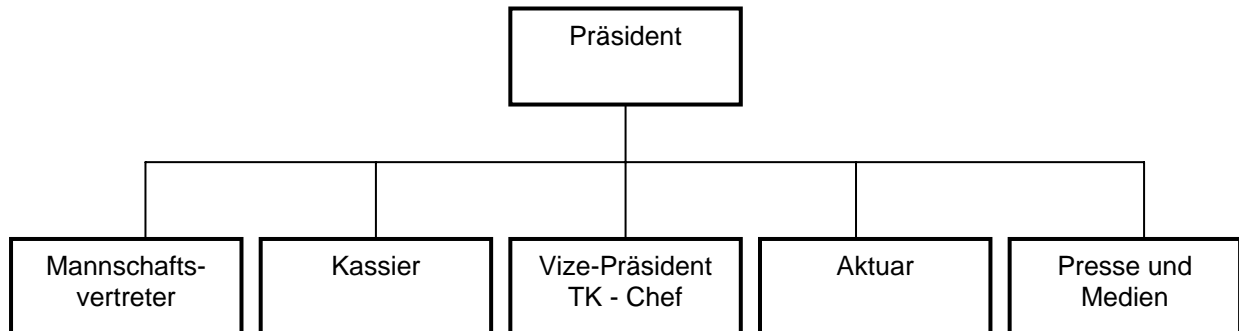 Präsident
Mannschafts-
vertreter
Kassier
Vize-Präsident
TK - Chef
Aktuar
Presse und
Medien